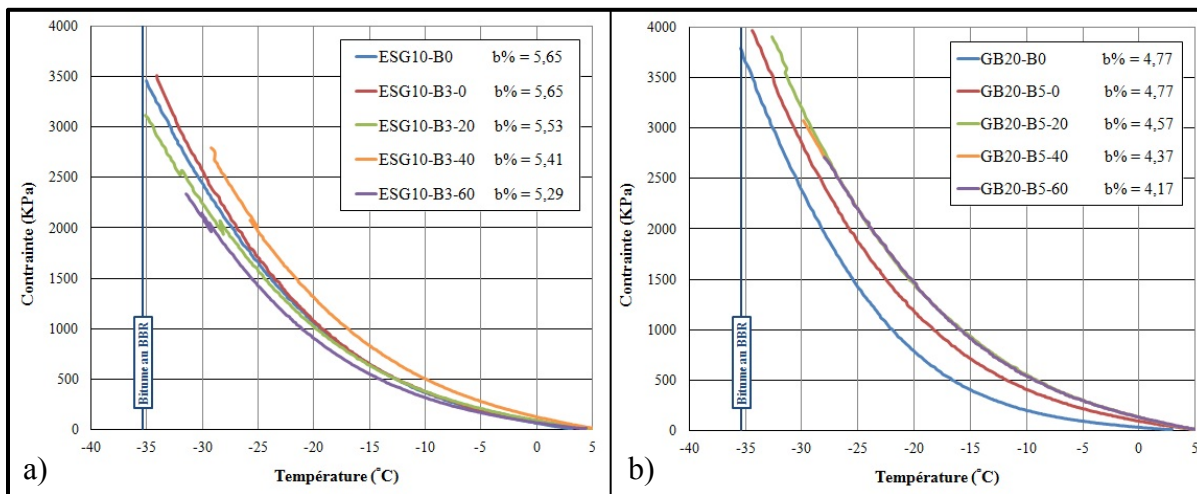 4000
3500
3000
2500
2000
1500
1000
500
0
Contrainte (KPa)
ESG10-B0 b% = 5,65
ESG10-B3-0 b% = 5,65
ESG10-B3-20 b% = 5,53
ESG10-B3-40 b% = 5,41
ESG10-B3-60 b% = 5,29
Bitume au BBR
-40 -35 -30 -25 -20 -15 -10 -5 0 5
a)
Température (°C)
4000
3500
3000
2500
2000
1500
1000
500
0
Contrainte (KPa)
GB20-B0 b% = 4,77
GB20-B5-0 b% = 4,77
GB20-B5-20 b% = 4,57
GB20-B5-40 b% = 4,37
GB20-B5-60 b% = 4,17
Bitume au BBR
-40 -35 -30 -25 -20 -15 -10 -5 0 5
b)
Température (°C)